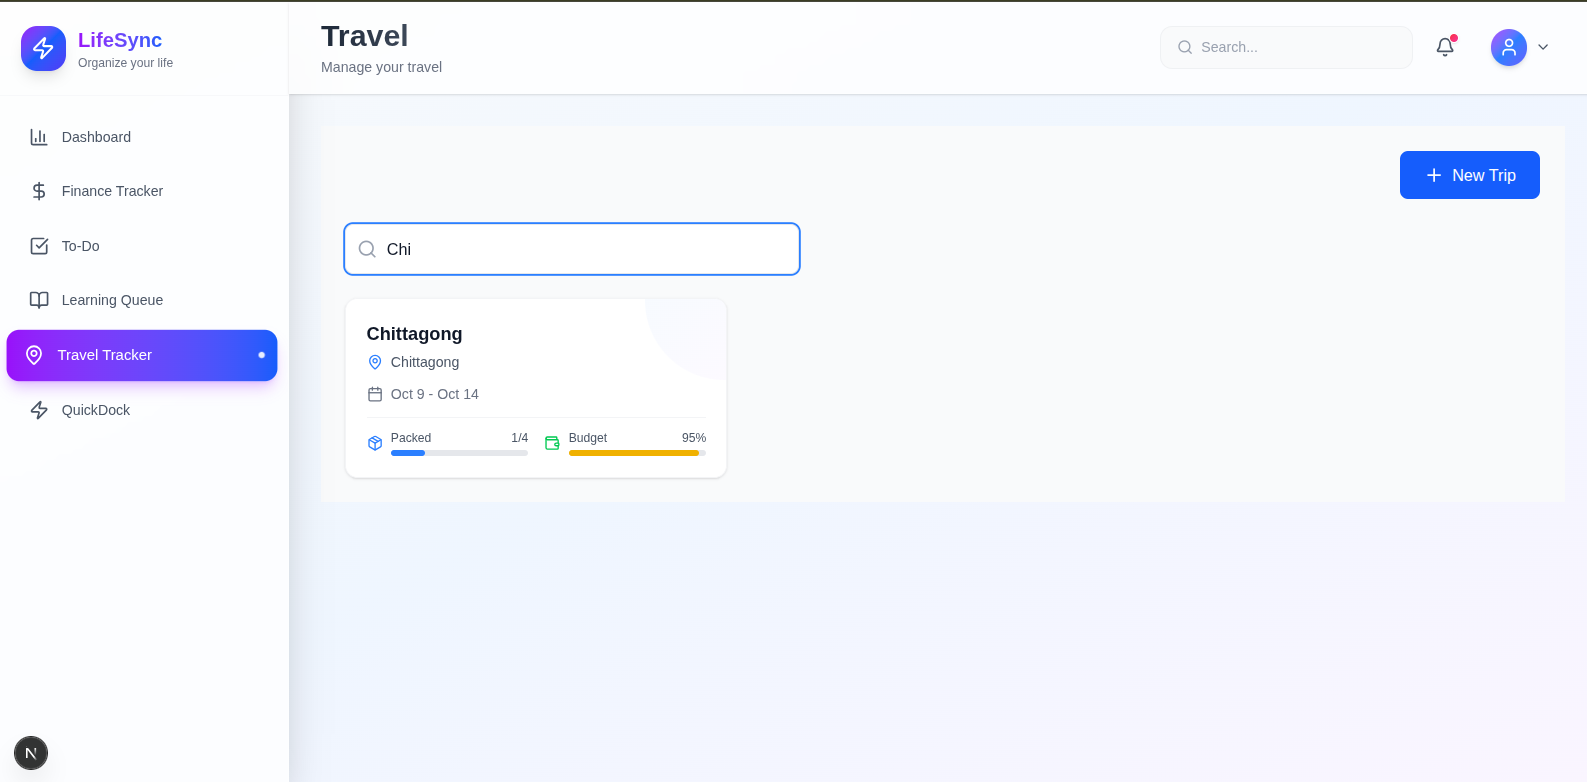 LifeSync
Organize your life
Dashboard
Finance Tracker
To-Do
Learning Queue
Travel Tracker
QuickDock
N
Travel
Manage your travel
Search...
New Trip
Chi
Chittagong
Chittagong
Oct 9 - Oct 14
Packed 1/4
Budget 95%